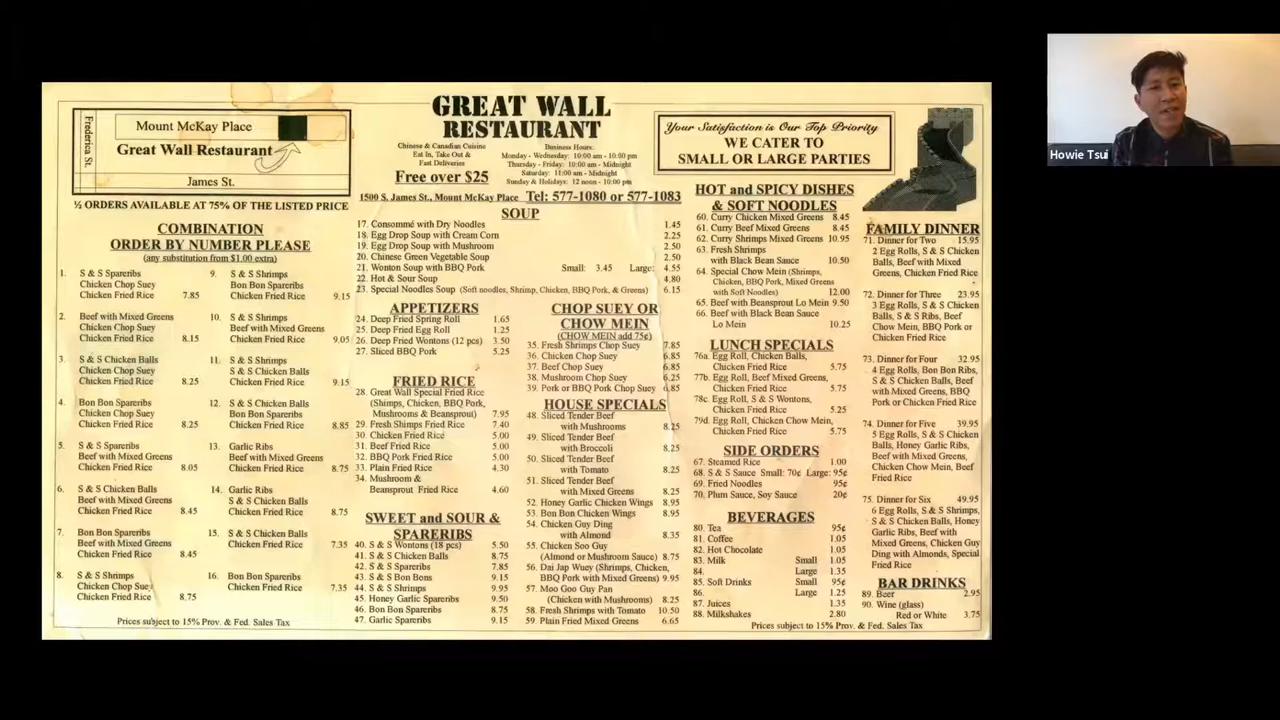 Frederica St.
Mount McKay Place
Great Wall Restaurant
James St.
½ ORDERS AVAILABLE AT 75% OF THE LISTED PRICE
COMBINATION
ORDER BY NUMBER PLEASE
(any substitution from $1.00 extra)
1. S & S Spareribs
Chicken Chop Suey
Chicken Fried Rice 7.85
2. Beef with Mixed Greens
Chicken Chop Suey
Chicken Fried Rice 8.15
3. S & S Chicken Balls
Chicken Chop Suey
Chicken Fried Rice 8.25
4. Bon Bon Spareribs
Chicken Chop Suey
Chicken Fried Rice 8.25
5. S & S Spareribs
Beef with Mixed Greens
Chicken Fried Rice 8.05
6. S & S Chicken Balls
Beef with Mixed Greens
Chicken Fried Rice 8.45
7. Bon Bon Spareribs
Beef with Mixed Greens
Chicken Fried Rice 8.45
8. S & S Shrimps
Chicken Chop Suey
Chicken Fried Rice 8.75
9. S & S Shrimps
Bon Bon Spareribs
Chicken Fried Rice 9.15
10. S & S Shrimps
Beef with Mixed Greens
Chicken Fried Rice 9.05
11. S & S Shrimps
S & S Chicken Balls
Chicken Fried Rice 9.15
12. S & S Chicken Balls
Bon Bon Spareribs
Chicken Fried Rice 8.85
13. Garlic Ribs
Beef with Mixed Greens
Chicken Fried Rice 8.75
14. Garlic Ribs
S & S Chicken Balls
Chicken Fried Rice 8.75
15. S & S Chicken Balls
Chicken Fried Rice 7.35
16. Bon Bon Spareribs
Chicken Fried Rice 7.35
Prices subject to 15% Prov. & Fed. Sales Tax
GREAT WALL
RESTAURANT
Chinese & Canadian Cuisine
Eat In, Take Out &
Fast Deliveries
Free over $25
Business Hours:
Monday - Wednesday: 10:00 am - 10:00 pm
Thursday - Friday: 10:00 am - Midnight
Saturday: 11:00 am - Midnight
Sunday & Holidays: 12 noon - 10:00 pm
1500 S. James St., Mount McKay Place Tel: 577-1080 or 577-1083
SOUP
17. Consommé with Dry Noodles 1.45
18. Egg Drop Soup with Cream Corn 2.25
19. Egg Drop Soup with Mushroom 2.50
20. Chinese Green Vegetable Soup 2.50
21. Wonton Soup with BBQ Pork Small: 3.45 Large: 4.55
22. Hot & Sour Soup 4.80
23. Special Noodles Soup (Soft noodles, Shrimp, Chicken, BBQ Pork, & Greens) 6.15
APPETIZERS
24. Deep Fried Spring Roll 1.65
25. Deep Fried Egg Roll 1.25
26. Deep Fried Wontons (12 pcs) 3.50
27. Sliced BBQ Pork 5.25
FRIED RICE
28. Great Wall Special Fried Rice
(Shrimps, Chicken, BBQ Pork,
Mushrooms & Beansprout) 7.95
29. Fresh Shrimps Fried Rice 7.40
30. Chicken Fried Rice 5.00
31. Beef Fried Rice 5.00
32. BBQ Pork Fried Rice 5.00
33. Plain Fried Rice 4.30
34. Mushroom &
Beansprout Fried Rice 4.60
SWEET and SOUR &
SPARERIBS
40. S & S Wontons (18 pcs) 5.50
41. S & S Chicken Balls 8.75
42. S & S Spareribs 7.85
43. S & S Bon Bons 9.15
44. S & S Shrimps 9.95
45. Honey Garlic Spareribs 9.50
46. Bon Bon Spareribs 8.75
47. Garlic Spareribs 9.15
CHOP SUEY OR
CHOW MEIN
(CHOW MEIN add 75¢)
35. Fresh Shrimps Chop Suey 7.85
36. Chicken Chop Suey 6.85
37. Beef Chop Suey 6.85
38. Mushroom Chop Suey 6.25
39. Pork or BBQ Pork Chop Suey 6.85
HOUSE SPECIALS
48. Sliced Tender Beef
with Mushrooms 8.25
49. Sliced Tender Beef
with Broccoli 8.25
50. Sliced Tender Beef
with Tomato 8.25
51. Sliced Tender Beef
with Mixed Greens 8.25
52. Honey Garlic Chicken Wings 8.95
53. Bon Bon Chicken Wings 8.95
54. Chicken Guy Ding
with Almond 8.35
55. Chicken Soo Guy
(Almond or Mushroom Sauce) 8.75
56. Dai Jap Wuey (Shrimps, Chicken,
BBQ Pork with Mixed Greens) 9.95
57. Moo Goo Guy Pan
(Chicken with Mushrooms) 8.25
58. Fresh Shrimps with Tomato 10.50
59. Plain Fried Mixed Greens 6.65
Your Satisfaction is Our Top Priority
WE CATER TO
SMALL OR LARGE PARTIES
HOT and SPICY DISHES
& SOFT NOODLES
60. Curry Chicken Mixed Greens 8.45
61. Curry Beef Mixed Greens 8.45
62. Curry Shrimps Mixed Greens 10.95
63. Fresh Shrimps
with Black Bean Sauce 10.50
64. Special Chow Mein (Shrimps,
Chicken, BBQ Pork, Mixed Greens
with Soft Noodles) 12.00
65. Beef with Beansprout Lo Mein 9.50
66. Beef with Black Bean Sauce
Lo Mein 10.25
LUNCH SPECIALS
76a. Egg Roll, Chicken Balls,
Chicken Fried Rice 5.75
77b. Egg Roll, Beef Mixed Greens,
Chicken Fried Rice 5.75
78c. Egg Roll, S & S Wontons,
Chicken Fried Rice 5.25
79d. Egg Roll, Chicken Chow Mein,
Chicken Fried Rice 5.75
SIDE ORDERS
67. Steamed Rice 1.00
68. S & S Sauce Small: 70¢ Large: 95¢
69. Fried Noodles 95¢
70. Plum Sauce, Soy Sauce 20¢
BEVERAGES
80. Tea 95¢
81. Coffee 1.05
82. Hot Chocolate 1.05
83. Milk Small 1.05
84. Large 1.35
85. Soft Drinks Small 95¢
86. Large 1.25
87. Juices 1.35
88. Milkshakes 2.80
FAMILY DINNER
71. Dinner for Two 15.95
2 Egg Rolls, S & S Chicken
Balls, Beef with Mixed
Greens, Chicken Fried Rice
72. Dinner for Three 23.95
3 Egg Rolls, S & S Chicken
Balls, S & S Ribs, Beef
Chow Mein, BBQ Pork or
Chicken Fried Rice
73. Dinner for Four 32.95
4 Egg Rolls, Bon Bon Ribs,
S & S Chicken Balls, Beef
with Mixed Greens, BBQ
Pork or Chicken Fried Rice
74. Dinner for Five 39.95
5 Egg Rolls, S & S Chicken
Balls, Honey Garlic Ribs,
Beef with Mixed Greens,
Chicken Chow Mein, Beef
Fried Rice
75. Dinner for Six 49.95
6 Egg Rolls, S & S Shrimps,
S & S Chicken Balls, Honey
Garlic Ribs, Beef with
Mixed Greens, Chicken Guy
Ding with Almonds, Special
Fried Rice
BAR DRINKS
89. Beer 2.95
90. Wine (glass)
Red or White 3.75
Prices subject to 15% Prov. & Fed. Sales Tax
Howie Tsui